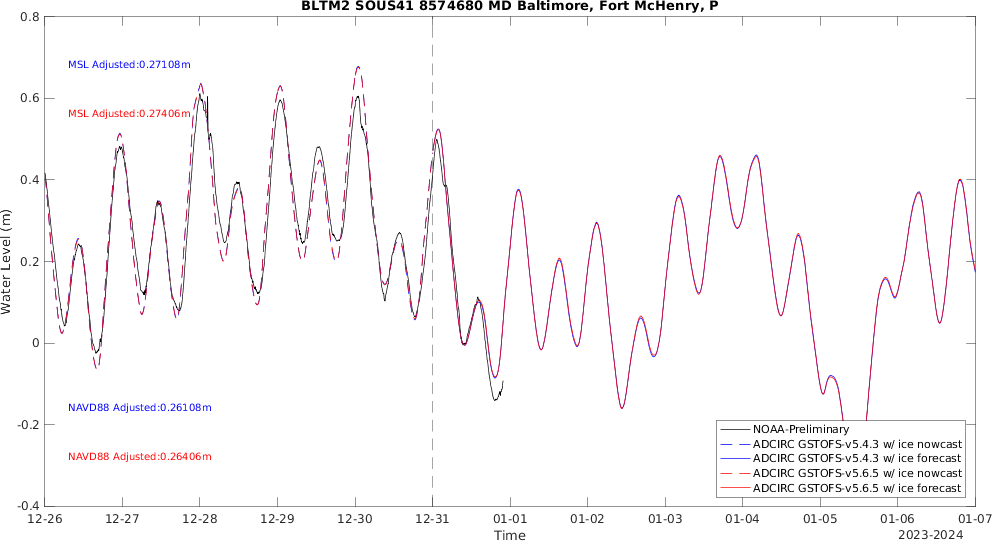 BLTM2 SOUS41 8574680 MD Baltimore, Fort McHenry, P
0.8
0.6
0.4
0.2
0
-0.2
-0.4
Water Level (m)
MSL Adjusted:0.27108m
MSL Adjusted:0.27406m
NAVD88 Adjusted:0.26108m
NAVD88 Adjusted:0.26406m
NOAA-Preliminary
ADCIRC GSTOFS-v5.4.3 w/ ice nowcast
ADCIRC GSTOFS-v5.4.3 w/ ice forecast
ADCIRC GSTOFS-v5.6.5 w/ ice nowcast
ADCIRC GSTOFS-v5.6.5 w/ ice forecast
12-26 12-27 12-28 12-29 12-30 12-31 01-01 01-02 01-03 01-04 01-05 01-06 01-07
Time
2023-2024